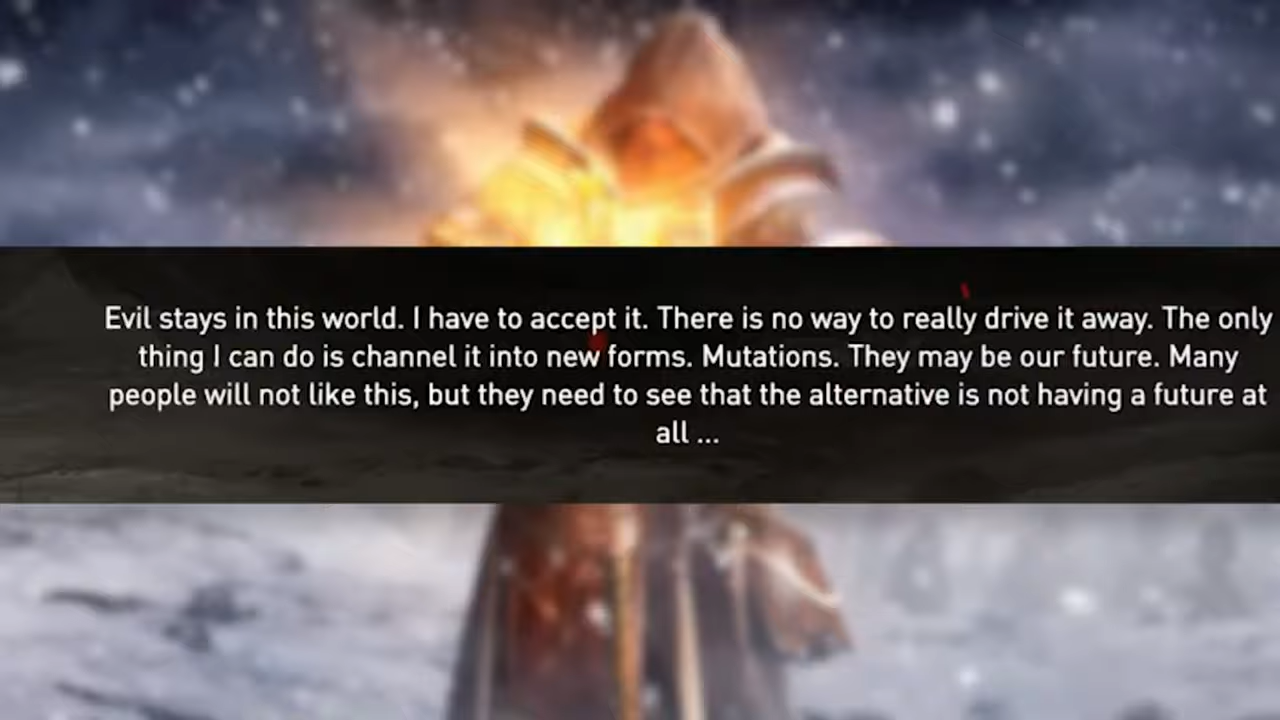 Evil stays in this world. I have to accept it. There is no way to really drive it away. The only
thing I can do is channel it into new forms. Mutations. They may be our future. Many
people will not like this, but they need to see that the alternative is not having a future at
all ...